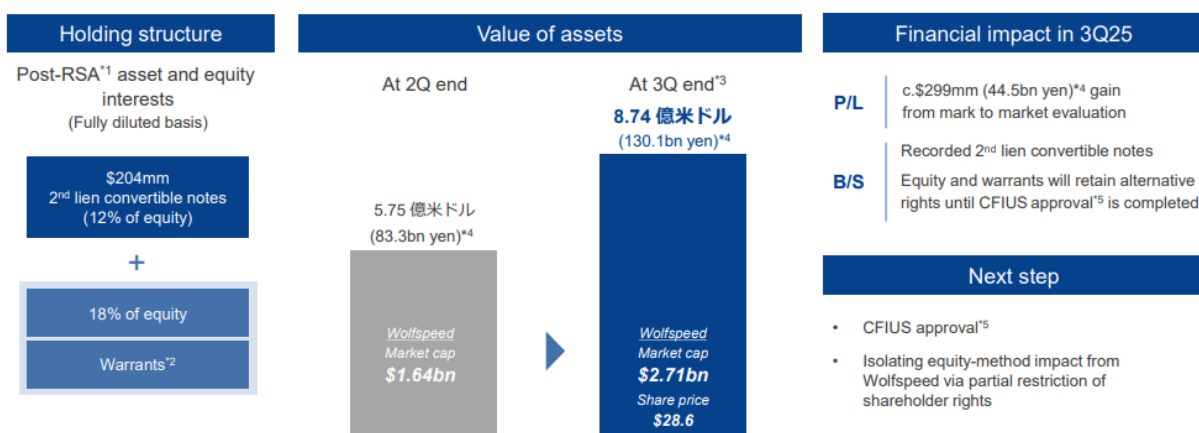 Holding structure
Post-RSA*1 asset and equity
interests
(Fully diluted basis)
$204mm
2nd lien convertible notes
(12% of equity)
+
18% of equity
Warrants*2
Value of assets
At 2Q end
5.75 億米ドル
(83.3bn yen)*4
Wolfspeed
Market cap
$1.64bn
At 3Q end*3
8.74 億米ドル
(130.1bn yen)*4
Wolfspeed
Market cap
$2.71bn
Share price
$28.6
Financial impact in 3Q25
P/L
c.$299mm (44.5bn yen)*4 gain
from mark to market evaluation
B/S
Recorded 2nd lien convertible notes
Equity and warrants will retain alternative
rights until CFIUS approval*5 is completed
Next step
• CFIUS approval*5
• Isolating equity-method impact from
Wolfspeed via partial restriction of
shareholder rights